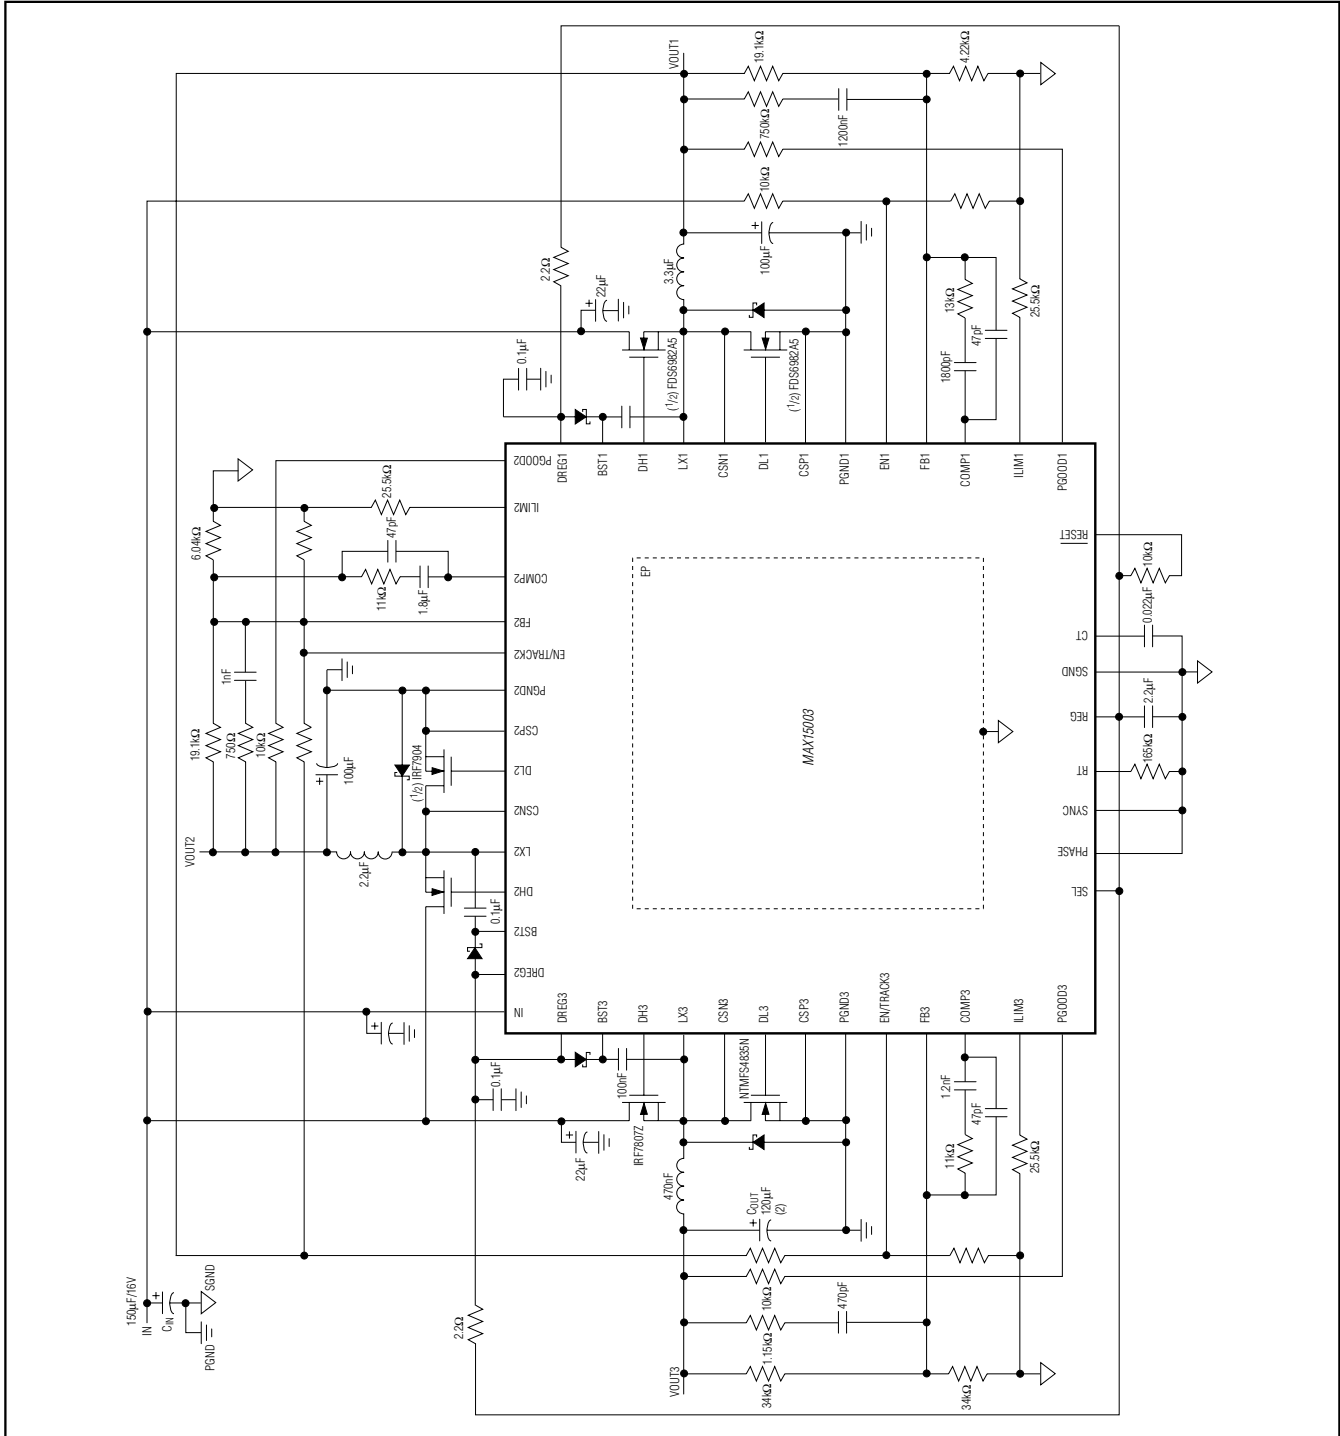 VOUT1
19.1kΩ
4.22kΩ
750kΩ
1200nF
10kΩ
2.2Ω
3.3µF
+
100µF
+
22µF
13kΩ
1800pF
47pF
25.5kΩ
0.1µF
(1/2) FDS6982A5
(1/2) FDS6982A5
DREG1
BST1
DH1
LX1
CSN1
DL1
CSP1
PGND1
EN1
FB1
COMP1
ILIM1
PGOOD1
PGOOD2
ILIM2
COMP2
FB2
EN/TRACK2
PGND2
CSP2
DL2
CSN2
LX2
DH2
BST2
DREG2
IN
25.5kΩ
6.04kΩ
47pF
11kΩ
1.8µF
1nF
19.1kΩ
750Ω
10kΩ
+
100µF
(1/2) IRF7904
VOUT2
2.2µF
0.1µF
+
EP
MAX15003
RESET
CT
SGND
REG
RT
SYNC
PHASE
SEL
10kΩ
0.022µF
2.2µF
165kΩ
DREG3
BST3
DH3
LX3
CSN3
DL3
CSP3
PGND3
EN/TRACK3
FB3
COMP3
ILIM3
PGOOD3
0.1µF
100nF
NTMFS4835N
IRF7807Z
+
22µF
470nF
1.2nF
47pF
11kΩ
25.5kΩ
+
COUT
120µF
(2)
10kΩ
470pF
1.15kΩ
34kΩ
34kΩ
VOUT3
2.2Ω
150µF/16V
IN
+
CIN
SGND
PGND